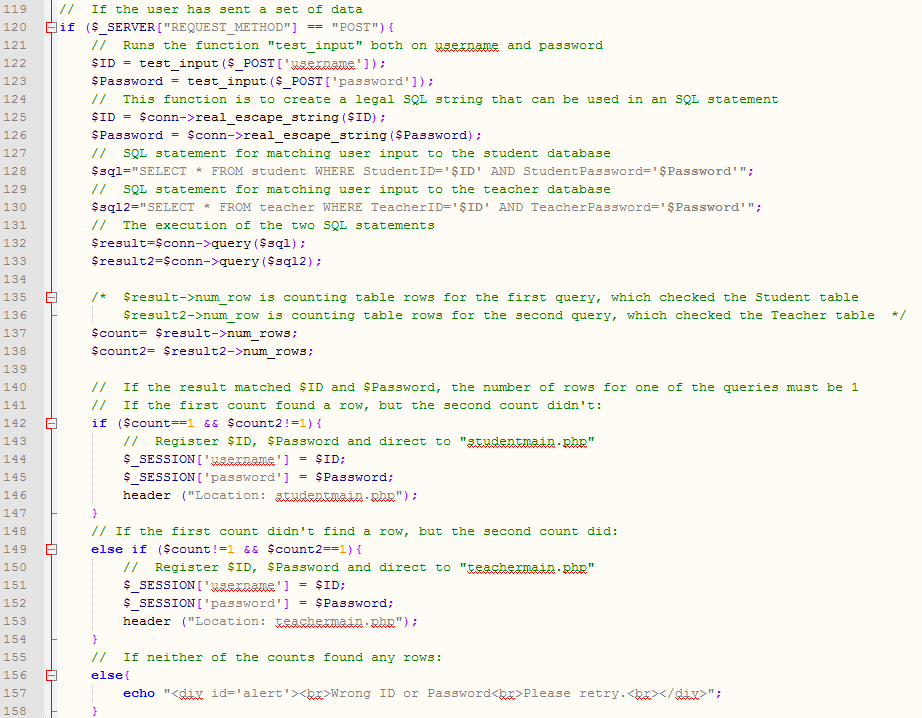 119 //  If the user has sent a set of data
120 if ($_SERVER["REQUEST_METHOD"] == "POST"){
121     //  Runs the function "test_input" both on username and password
122     $ID = test_input($_POST['username']);
123     $Password = test_input($_POST['password']);
124     //  This function is to create a legal SQL string that can be used in an SQL statement
125     $ID = $conn->real_escape_string($ID);
126     $Password = $conn->real_escape_string($Password);
127     //  SQL statement for matching user input to the student database
128     $sql="SELECT * FROM student WHERE StudentID='$ID' AND StudentPassword='$Password'";
129     //  SQL statement for matching user input to the teacher database
130     $sql2="SELECT * FROM teacher WHERE TeacherID='$ID' AND TeacherPassword='$Password'";
131     //  The execution of the two SQL statements
132     $result=$conn->query($sql);
133     $result2=$conn->query($sql2);
134
135     /*  $result->num_row is counting table rows for the first query, which checked the Student table
136         $result2->num_row is counting table rows for the second query, which checked the Teacher table  */
137     $count= $result->num_rows;
138     $count2= $result2->num_rows;
139
140     //  If the result matched $ID and $Password, the number of rows for one of the queries must be 1
141     //  If the first count found a row, but the second count didn't:
142     if ($count==1 && $count2!=1){
143         //  Register $ID, $Password and direct to "studentmain.php"
144         $_SESSION['username'] = $ID;
145         $_SESSION['password'] = $Password;
146         header ("Location: studentmain.php");
147     }
148     // If the first count didn't find a row, but the second count did:
149     else if ($count!=1 && $count2==1){
150         //  Register $ID, $Password and direct to "teachermain.php"
151         $_SESSION['username'] = $ID;
152         $_SESSION['password'] = $Password;
153         header ("Location: teachermain.php");
154     }
155     //  If neither of the counts found any rows:
156     else{
157         echo "<div id='alert'><br>Wrong ID or Password<br>Please retry.<br></div>";
158     }